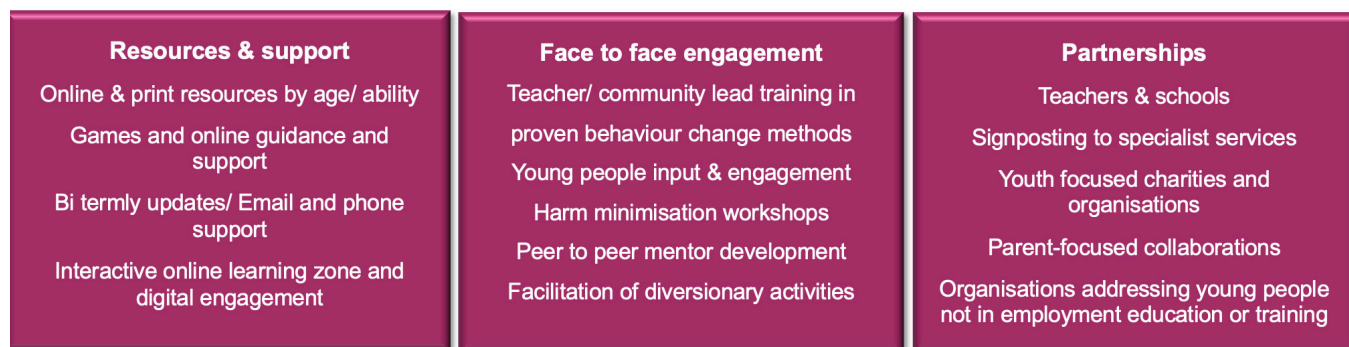 Resources & support
Online & print resources by age/ ability
Games and online guidance and
support
Bi termly updates/ Email and phone
support
Interactive online learning zone and
digital engagement
Face to face engagement
Teacher/ community lead training in
proven behaviour change methods
Young people input & engagement
Harm minimisation workshops
Peer to peer mentor development
Facilitation of diversionary activities
Partnerships
Teachers & schools
Signposting to specialist services
Youth focused charities and
organisations
Parent-focused collaborations
Organisations addressing young people
not in employment education or training